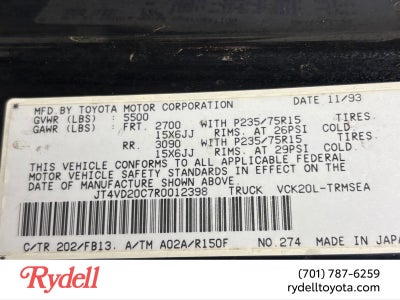 MFD BY TOYOTA MOTOR CORPORATION DATE 11/93
GVWR (LBS) : 5500
GAWR (LBS) : FRT. 2700 WITH P235/75R15 TIRES
15X6JJ RIMS. AT 26PSI COLD.
RR. 3090 WITH P235/75R15 TIRES
15X6JJ RIMS. AT 29PSI COLD.
THIS VEHICLE CONFORMS TO ALL APPLICABLE FEDERAL
MOTOR VEHICLE SAFETY STANDARDS IN EFFECT ON THE
DATE OF MANUFACTURE SHOWN ABOVE.
JT4VD20C7R0012398 TRUCK VCK20L-TRMSEA
C/TR 202/FB13. A/TM A02A/R150F NO.274 MADE IN JAPA
Rydell
(701) 787-6259
rydelltoyota.com